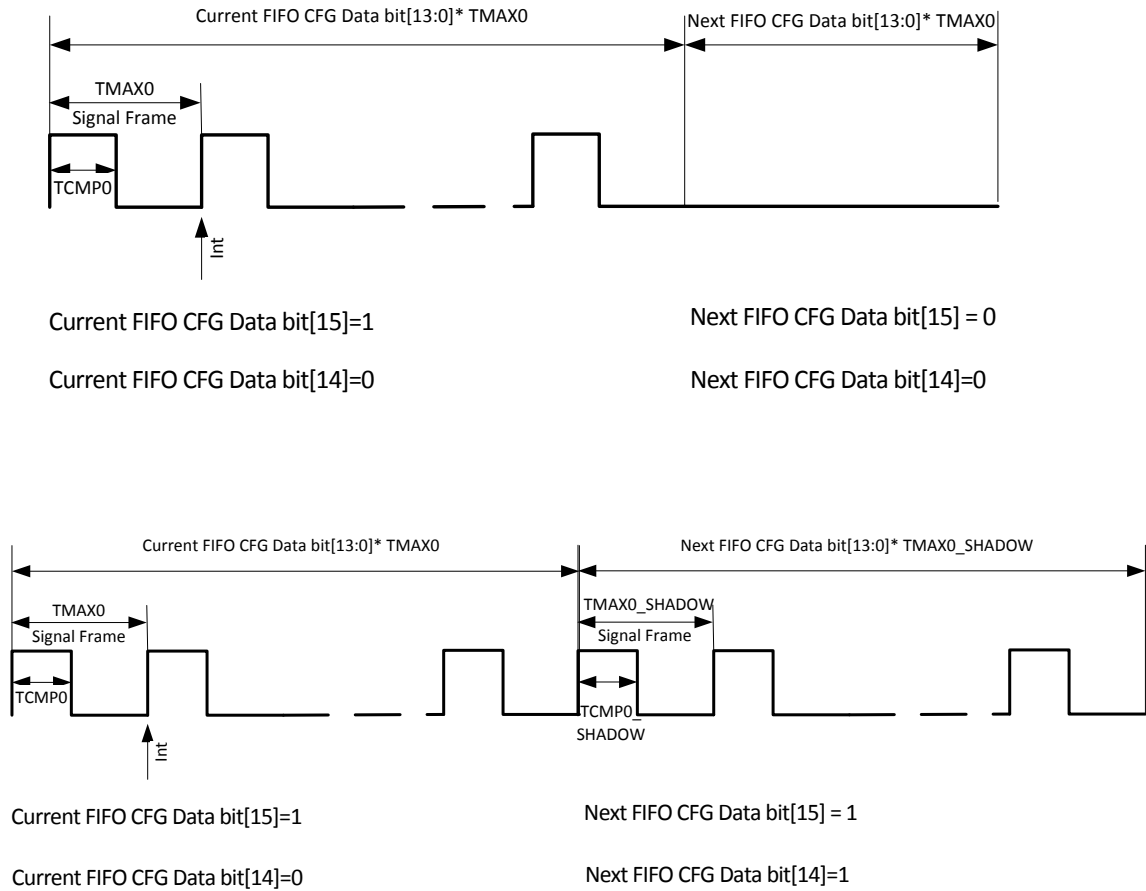 Current FIFO CFG Data bit[13:0]* TMAX0
Next FIFO CFG Data bit[13:0]* TMAX0
TMAX0
Signal Frame
TCMP0
Int
Current FIFO CFG Data bit[15]=1
Next FIFO CFG Data bit[15] = 0
Current FIFO CFG Data bit[14]=0
Next FIFO CFG Data bit[14]=0
Current FIFO CFG Data bit[13:0]* TMAX0
Next FIFO CFG Data bit[13:0]* TMAX0_SHADOW
TMAX0
Signal Frame
TMAX0_SHADOW
Signal Frame
TCMP0
TCMP0_
SHADOW
Int
Current FIFO CFG Data bit[15]=1
Next FIFO CFG Data bit[15] = 1
Current FIFO CFG Data bit[14]=0
Next FIFO CFG Data bit[14]=1